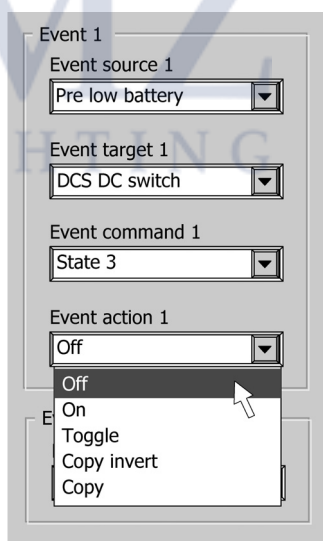 Event 1
Event source 1
Pre low battery
HTING
Event target 1
DCS DC switch
Event command 1
State 3
Event action 1
Off
Off
On
Toggle
Copy invert
Copy